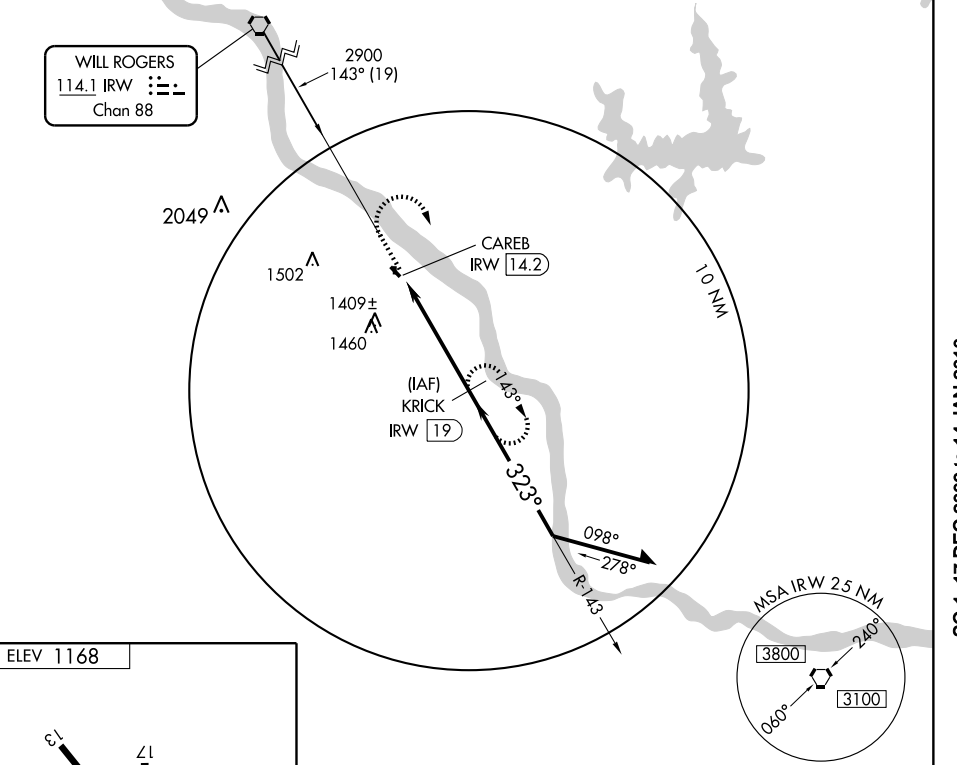 WILL ROGERS
114.1 IRW
Chan 88
2900
143° (19)
2049
1502
CAREB
IRW 14.2
10 NM
1409±
1460
(IAF)
KRICK
IRW 19
143°
323°
098°
278°
R-143
MSA IRW 25 NM
3800
240°
060°
3100
ELEV 1168
13
17